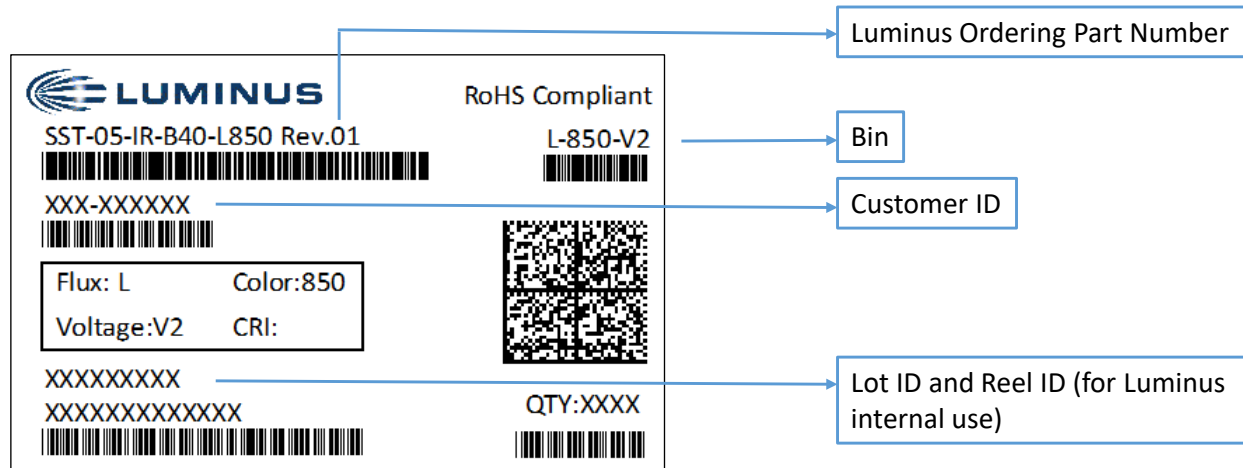 Luminus Ordering Part Number
LUMINUS
RoHS Compliant
SST-05-IR-B40-L850 Rev.01
L-850-V2
Bin
XXX-XXXXXX
Customer ID
Flux: L
Color:850
Voltage:V2
CRI:
XXXXXXXXX
XXXXXXXXXXXXX
QTY:XXXX
Lot ID and Reel ID (for Luminus
internal use)